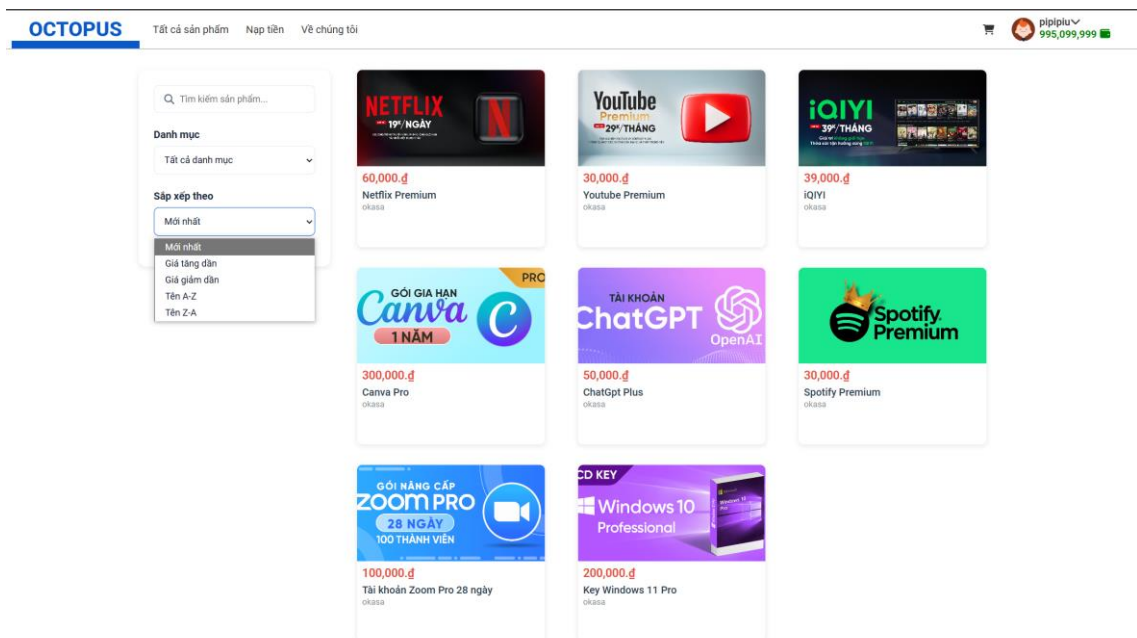 OCTOPUS
Tất cả sản phẩm
Nạp tiền
Về chúng tôi
pipipiu
995,099,999
Tìm kiếm sản phẩm...
Danh mục
Tất cả danh mục
Sắp xếp theo
Mới nhất
Mới nhất
Giá tăng dần
Giá giảm dần
Tên A-Z
Tên Z-A
NETFLIX
19K/NGÀY
60,000.₫
Netflix Premium
okasa
YouTube
Premium
29K/THÁNG
30,000.₫
Youtube Premium
okasa
iQIYI
39K/THÁNG
39,000.₫
iQIYI
okasa
PRO
GÓI GIA HẠN
Canva
1 NĂM
300,000.₫
Canva Pro
okasa
TÀI KHOẢN
ChatGPT
OpenAI
50,000.₫
ChatGpt Plus
okasa
Spotify
Premium
30,000.₫
Spotify Premium
okasa
GÓI NÂNG CẤP
ZOOM PRO
28 NGÀY
100 THÀNH VIÊN
100,000.₫
Tài khoản Zoom Pro 28 ngày
okasa
CD KEY
Windows 10
Professional
200,000.₫
Key Windows 11 Pro
okasa